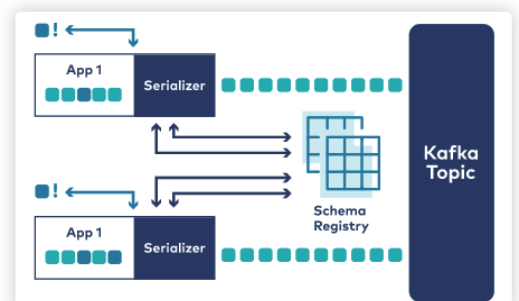 !
App 1
Serializer
Kafka
Topic
Schema
Registry
!
App 1
Serializer